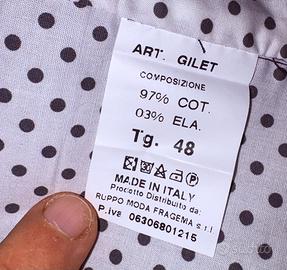 ART. GILET
COMPOSIZIONE
97% COT.
03% ELA.
Tg. 48
P
MADE IN ITALY
Prodotto Distribuito da:
RUPPO MODA FRAGEMA s.r.l
P.iva 06306801215
subito